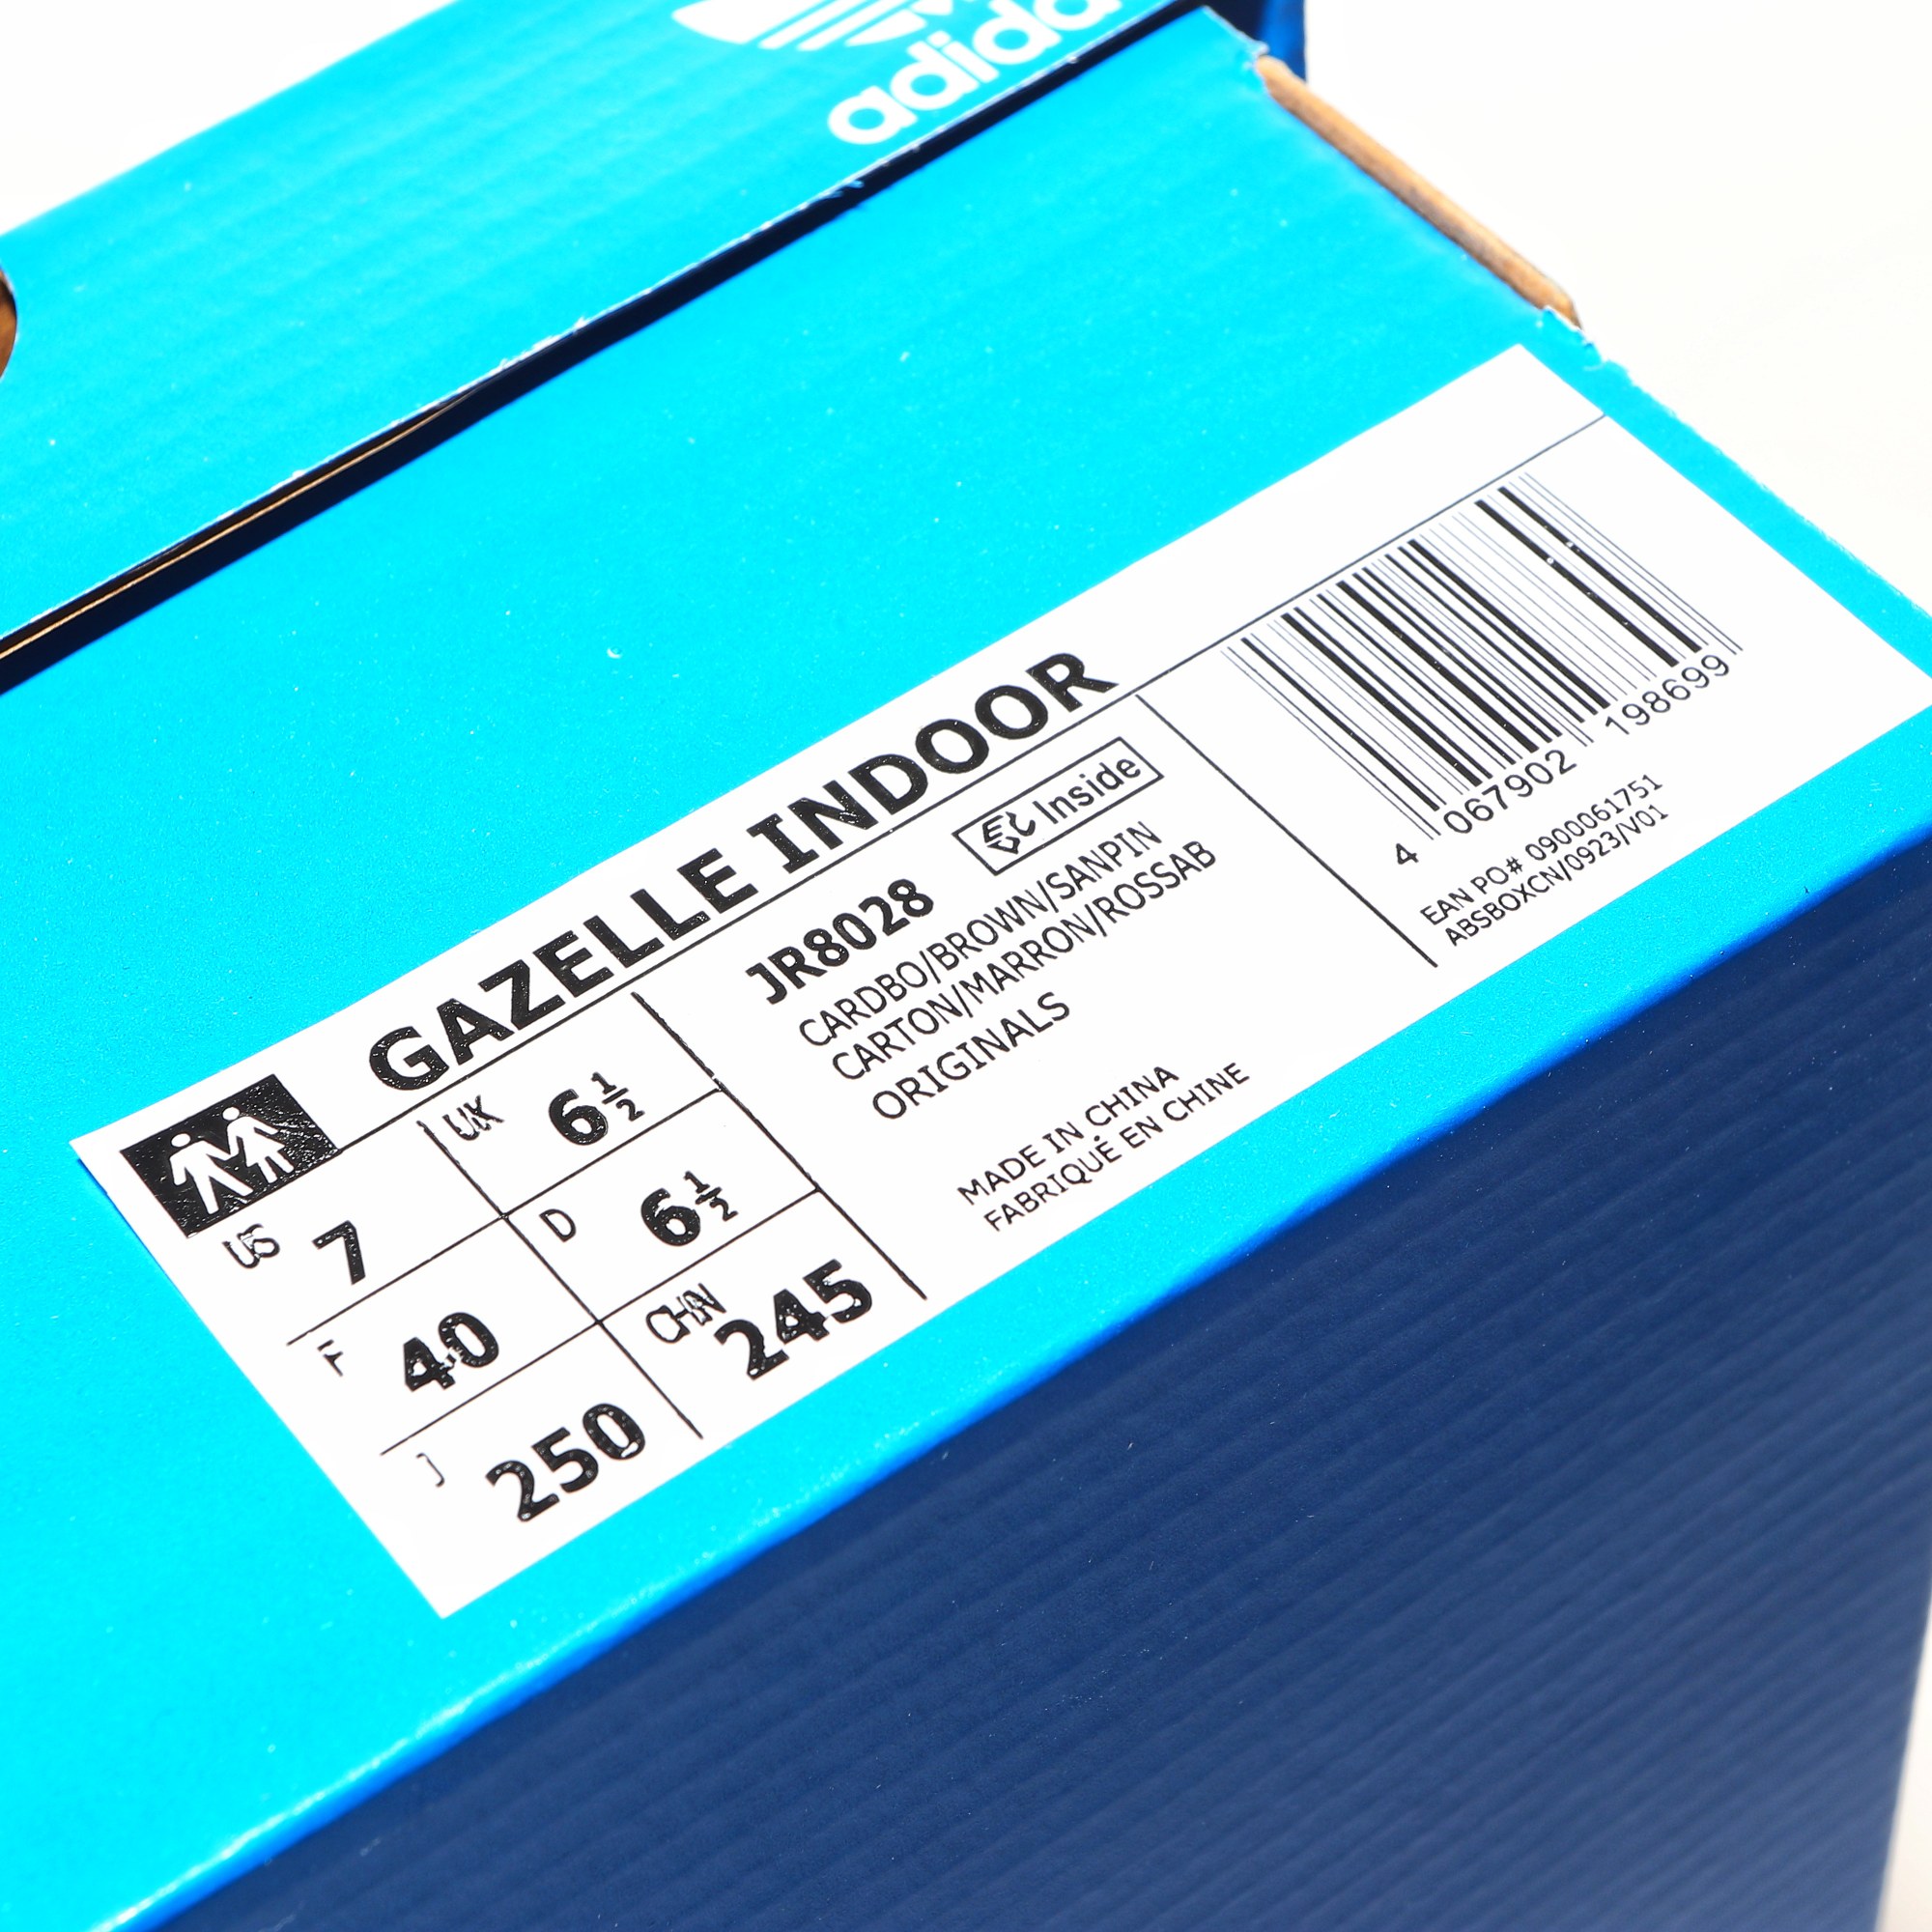 adidas
GAZELLE INDOOR
US 7
UK 6 1/2
F 40
D 6 1/2
J 250
CHN 245
JR8028
Inside
CARDBO/BROWN/SANPIN
CARTON/MARRON/ROSSAB
ORIGINALS
MADE IN CHINA
FABRIQUÉ EN CHINE
4 067902 198699
EAN PO# 0900061751
ABSBOXCN/0923/V01